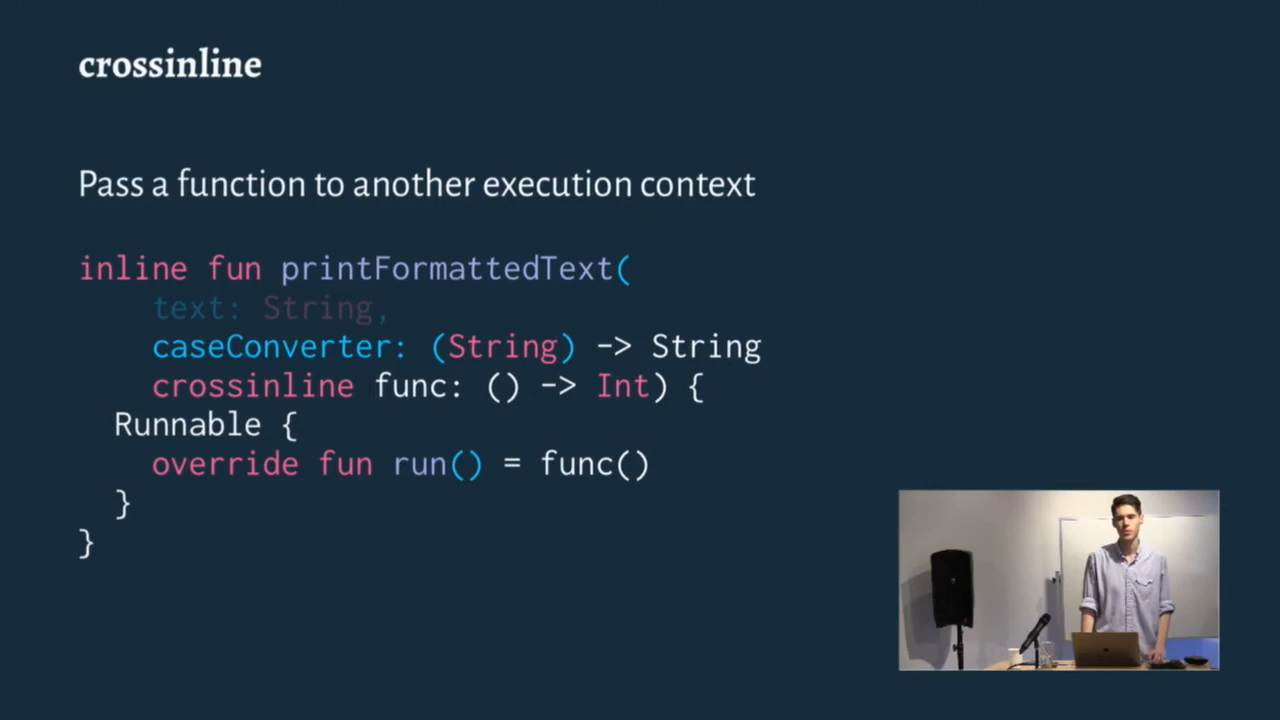 crossinline
Pass a function to another execution context
inline fun printFormattedText(
text: String,
caseConverter: (String) -> String
crossinline func: () -> Int) {
Runnable {
override fun run() = func()
}
}